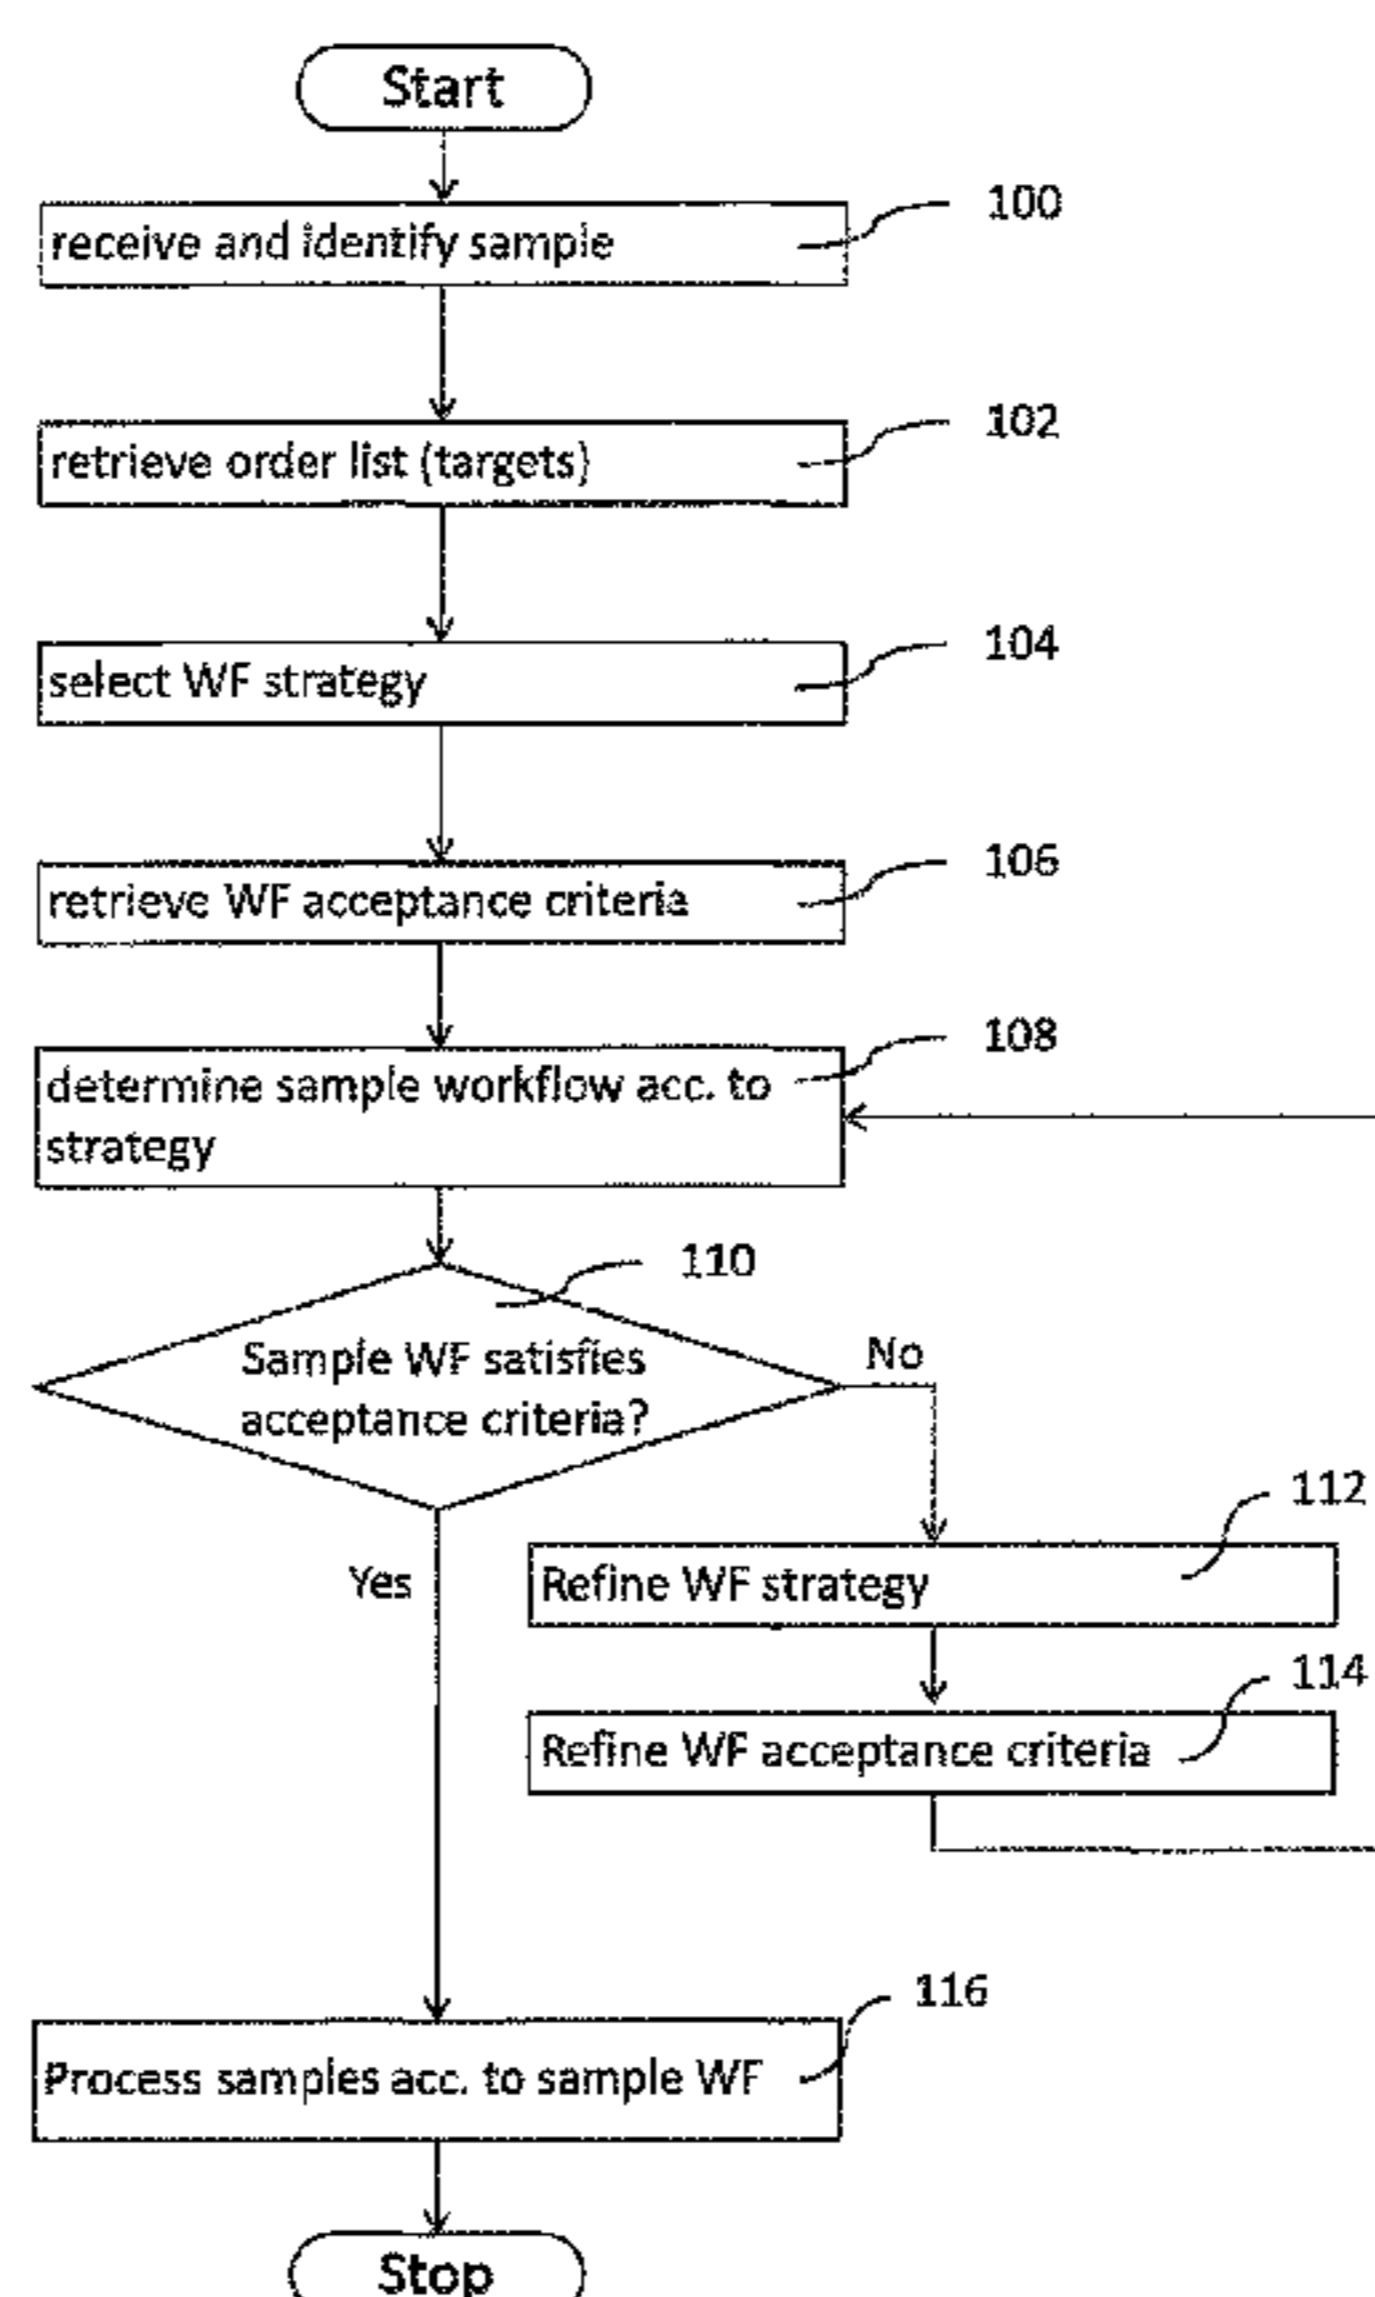 Start
receive and identify sample
100
retrieve order list (targets)
102
select WF strategy
104
retrieve WF acceptance criteria
106
determine sample workflow acc. to
strategy
108
110
Sample WF satisfies
acceptance criteria?
No
Yes
Refine WF strategy
112
Refine WF acceptance criteria
114
Process samples acc. to sample WF
116
Stop